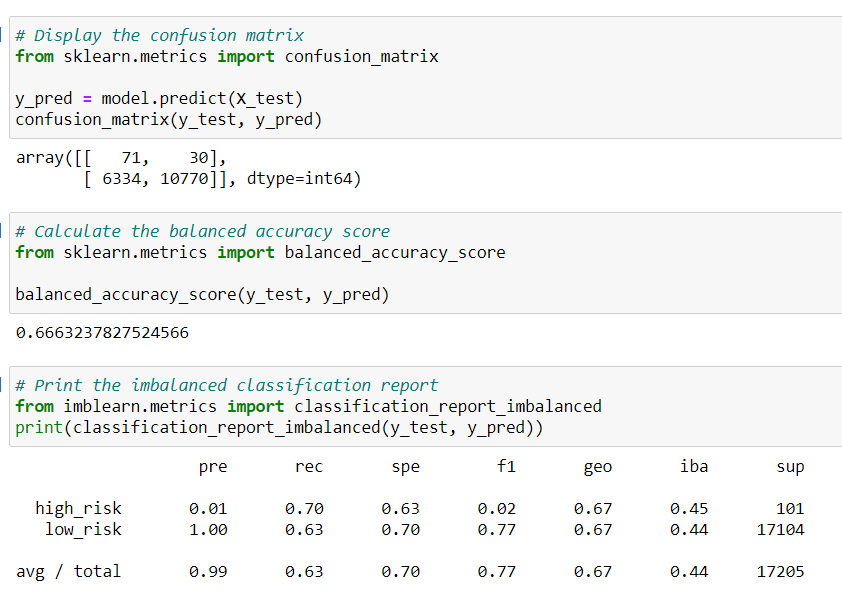 # Display the confusion matrix
from sklearn.metrics import confusion_matrix
y_pred = model.predict(X_test)
confusion_matrix(y_test, y_pred)
array([[   71,    30],
       [ 6334, 10770]], dtype=int64)
# Calculate the balanced accuracy score
from sklearn.metrics import balanced_accuracy_score
balanced_accuracy_score(y_test, y_pred)
0.6663237827524566
# Print the imbalanced classification report
from imblearn.metrics import classification_report_imbalanced
print(classification_report_imbalanced(y_test, y_pred))
                   pre       rec       spe        f1       geo       iba       sup
  high_risk       0.01      0.70      0.63      0.02      0.67      0.45       101
   low_risk       1.00      0.63      0.70      0.77      0.67      0.44     17104
avg / total       0.99      0.63      0.70      0.77      0.67      0.44     17205